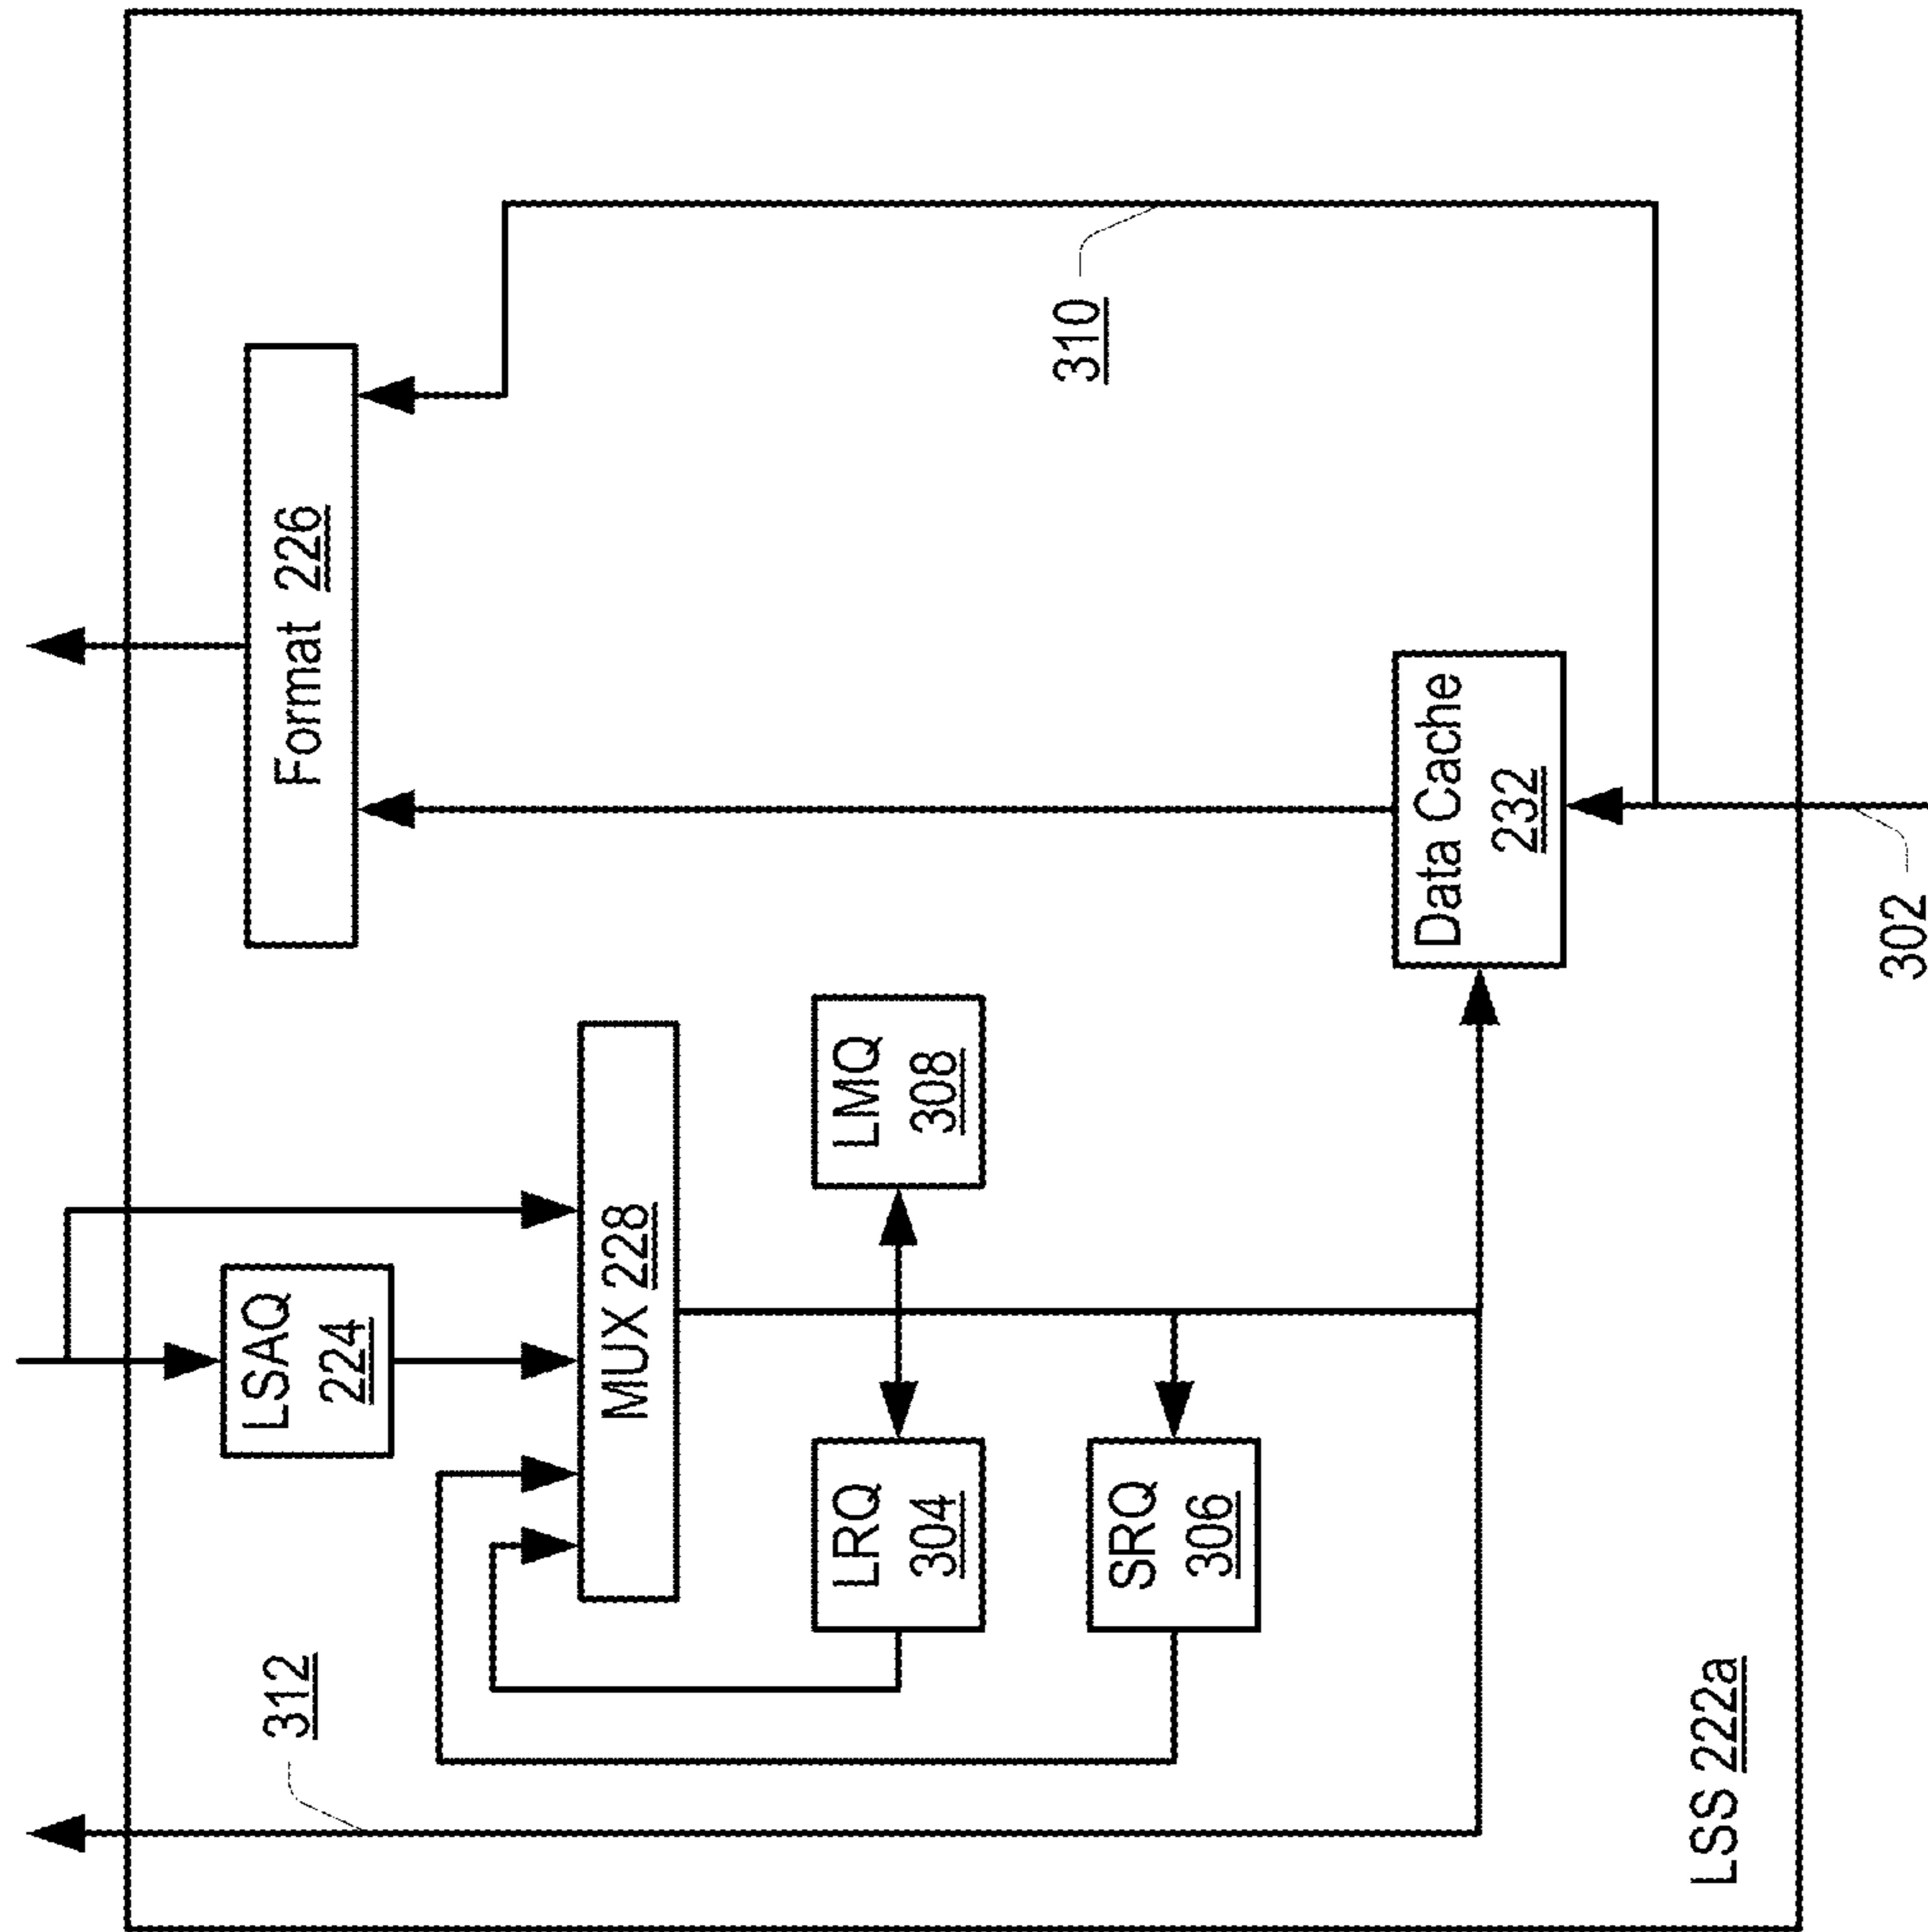 312
LSAQ
224
Format 226
MUX 228
LRQ
304
LMQ
308
310
SRQ
306
Data Cache
232
LSS 222a
302